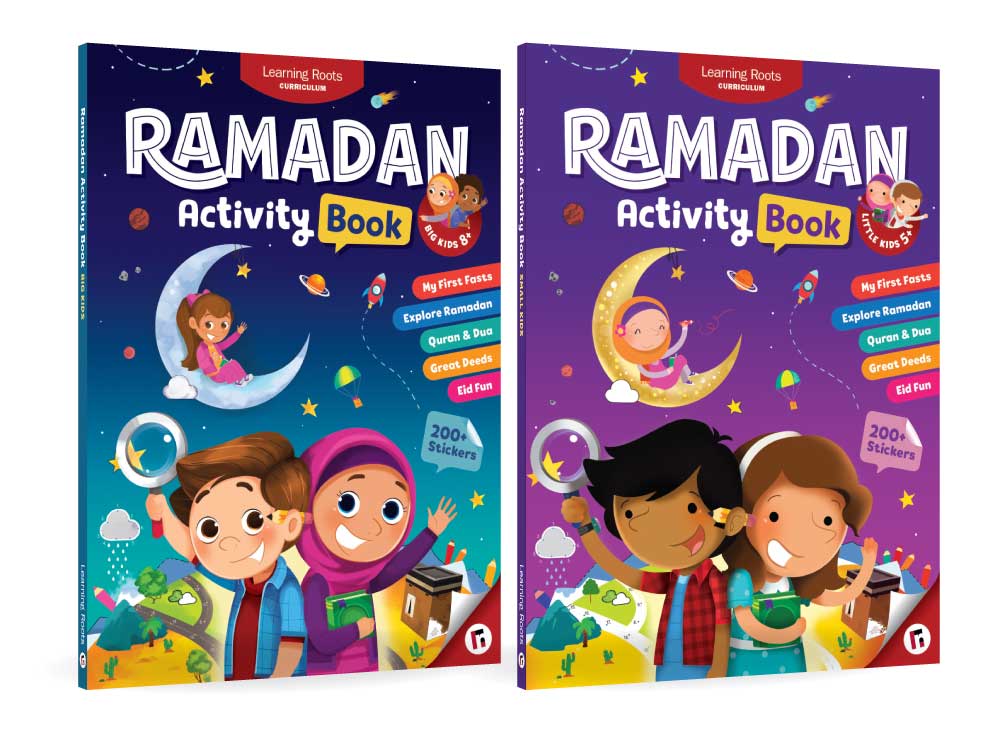 Ramadan Activity Book BIG KIDS
Learning Roots
Learning Roots
CURRICULUM
RAMADAN
Activity Book
BIG KIDS 8+
My First Fasts
Explore Ramadan
Quran & Dua
Great Deeds
Eid Fun
200+
Stickers
Ramadan Activity Book SMALL KIDS
Learning Roots
Learning Roots
CURRICULUM
RAMADAN
Activity Book
LITTLE KIDS 5+
My First Fasts
Explore Ramadan
Quran & Dua
Great Deeds
Eid Fun
200+
Stickers